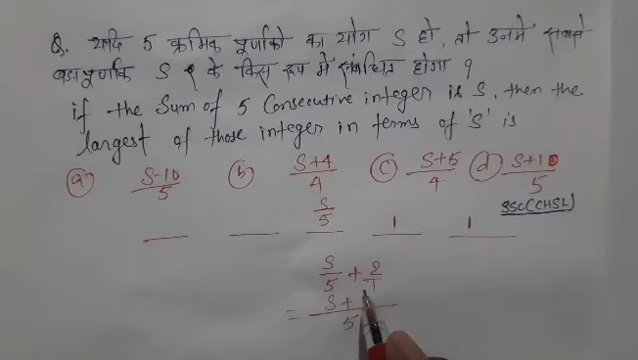 Q. यदि 5 क्रमिक पूर्णांको का योग S हो, तो उनमे सबसे
बड़ा पूर्णांक S के किस रूप में संबंधित होगा ?
if the Sum of 5 Consecutive integer is S, then the
largest of those integer in terms of 'S' is
(a) S-10/5 (b) S+4/4 (c) S+5/4 (d) S+10/5
SSC(CHSL)
S/5 1 1
S/5 + 2/1
= S+ /5